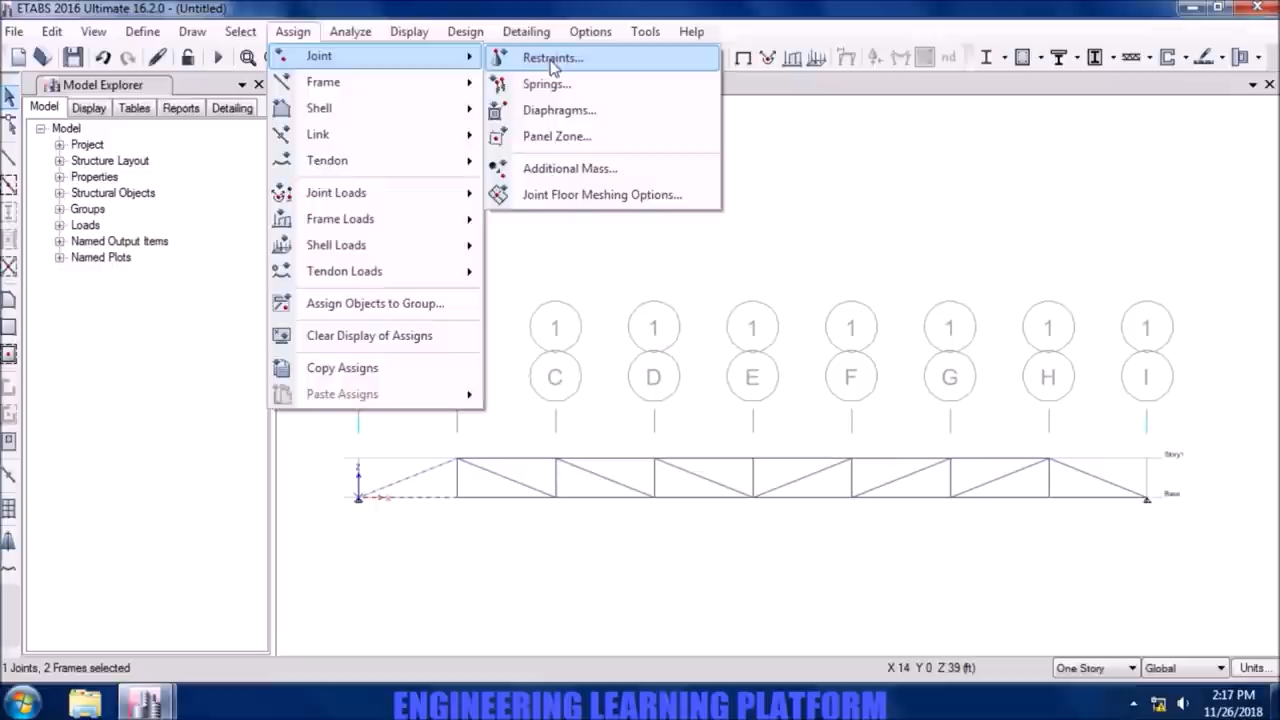 ETABS 2016 Ultimate 16.2.0 - (Untitled)
File Edit View Define Draw Select Assign Analyze Display Design Detailing Options Tools Help
Model Explorer
Model Display Tables Reports Detailing
Model
Project
Structure Layout
Properties
Structural Objects
Groups
Loads
Named Output Items
Named Plots
Joint
Frame
Shell
Link
Tendon
Joint Loads
Frame Loads
Shell Loads
Tendon Loads
Assign Objects to Group...
Clear Display of Assigns
Copy Assigns
Paste Assigns
Restraints...
Springs...
Diaphragms...
Panel Zone...
Additional Mass...
Joint Floor Meshing Options...
nd
1 1 1 1 1 1 1
C D E F G H I
Story1
Base
Z
1 Joints, 2 Frames selected
X 14 Y 0 Z 39 (ft)
One Story
Global
Units...
ENGINEERING LEARNING PLATFORM
2:17 PM
11/26/2018